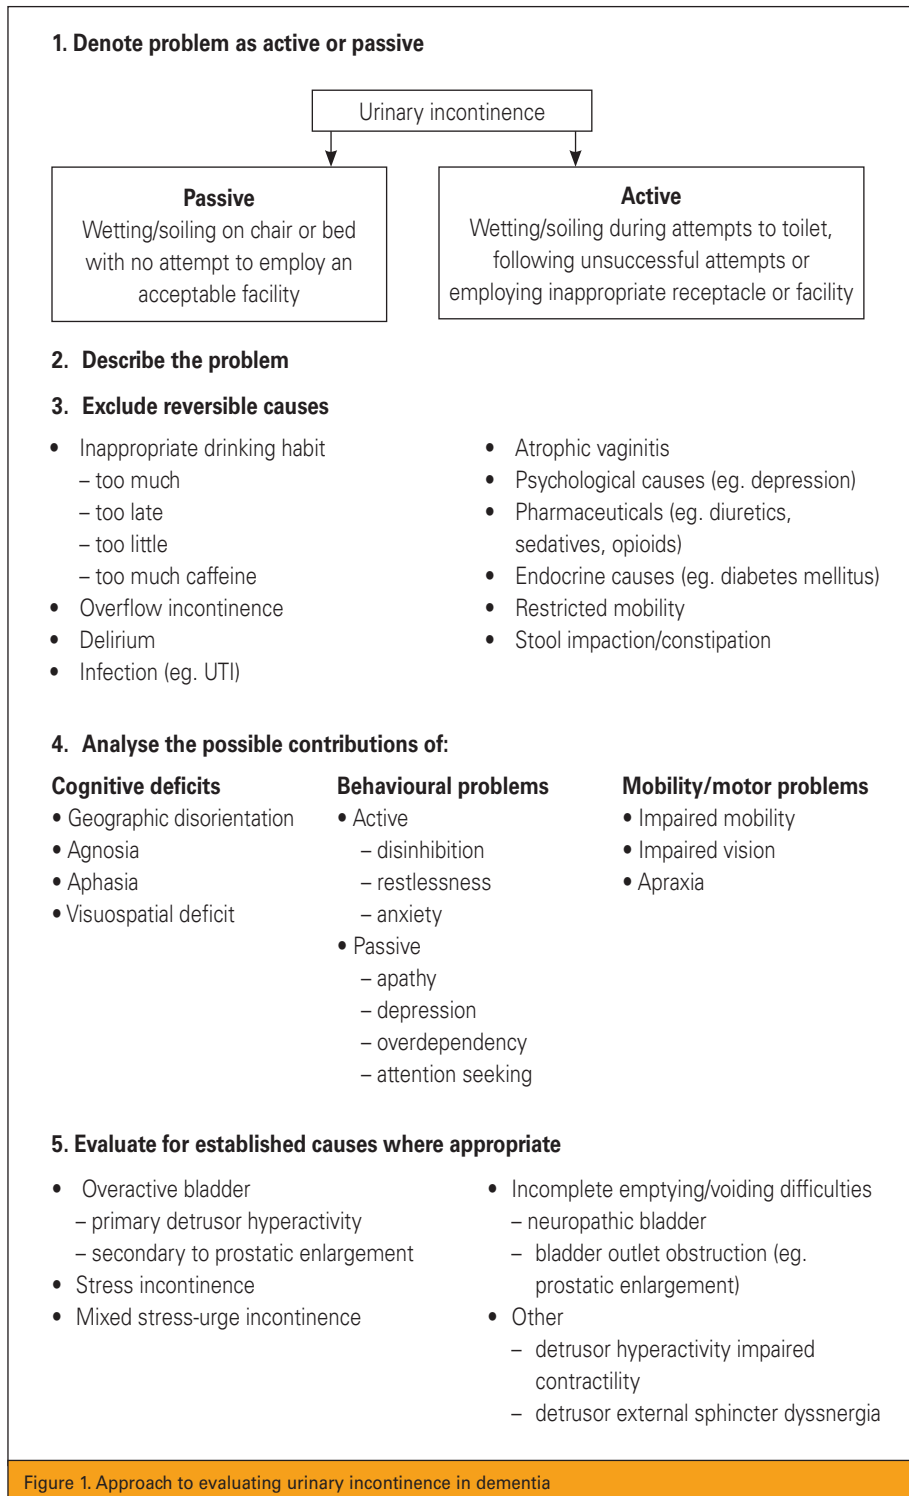 1. Denote problem as active or passive
Urinary incontinence
Passive
Wetting/soiling on chair or bed
with no attempt to employ an
acceptable facility
Active
Wetting/soiling during attempts to toilet,
following unsuccessful attempts or
employing inappropriate receptacle or facility
2. Describe the problem
3. Exclude reversible causes
• Inappropriate drinking habit
– too much
– too late
– too little
– too much caffeine
• Overflow incontinence
• Delirium
• Infection (eg. UTI)
• Atrophic vaginitis
• Psychological causes (eg. depression)
• Pharmaceuticals (eg. diuretics,
sedatives, opioids)
• Endocrine causes (eg. diabetes mellitus)
• Restricted mobility
• Stool impaction/constipation
4. Analyse the possible contributions of:
Cognitive deficits
• Geographic disorientation
• Agnosia
• Aphasia
• Visuospatial deficit
Behavioural problems
• Active
– disinhibition
– restlessness
– anxiety
• Passive
– apathy
– depression
– overdependency
– attention seeking
Mobility/motor problems
• Impaired mobility
• Impaired vision
• Apraxia
5. Evaluate for established causes where appropriate
• Overactive bladder
– primary detrusor hyperactivity
– secondary to prostatic enlargement
• Stress incontinence
• Mixed stress-urge incontinence
• Incomplete emptying/voiding difficulties
– neuropathic bladder
– bladder outlet obstruction (eg.
prostatic enlargement)
• Other
– detrusor hyperactivity impaired
contractility
– detrusor external sphincter dyssnergia
Figure 1. Approach to evaluating urinary incontinence in dementia